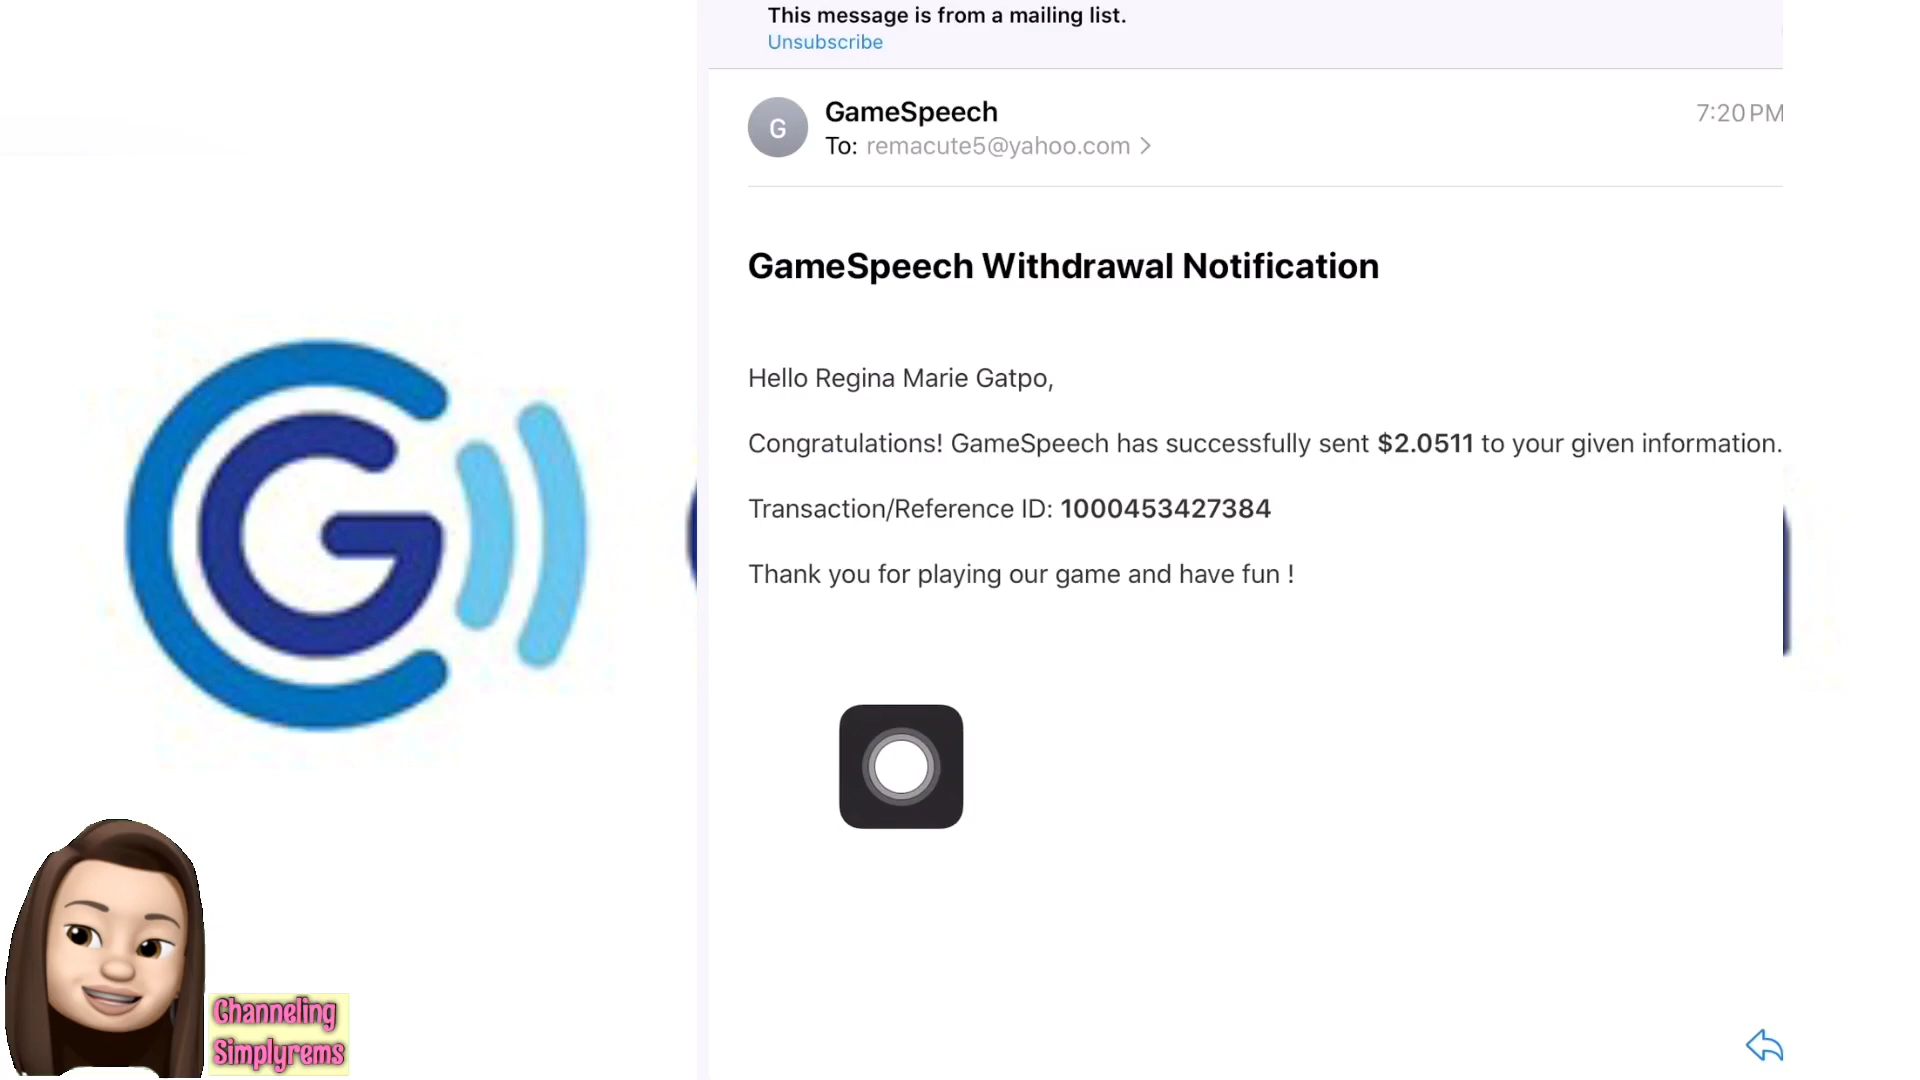 This message is from a mailing list.
Unsubscribe
G
GameSpeech
7:20 PM
To: remacute5@yahoo.com >
GameSpeech Withdrawal Notification
Hello Regina Marie Gatpo,
Congratulations! GameSpeech has successfully sent $2.0511 to your given information.
Transaction/Reference ID: 1000453427384
Thank you for playing our game and have fun !
G
Channeling
Simplyrems